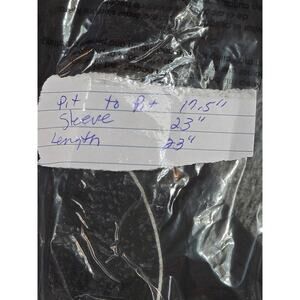 Pit to Pit 17.5"
Sleeve 23"
Length 23"